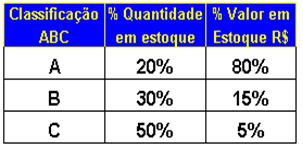 Classificação ABC | % Quantidade em estoque | % Valor em Estoque R$
A | 20% | 80%
B | 30% | 15%
C | 50% | 5%